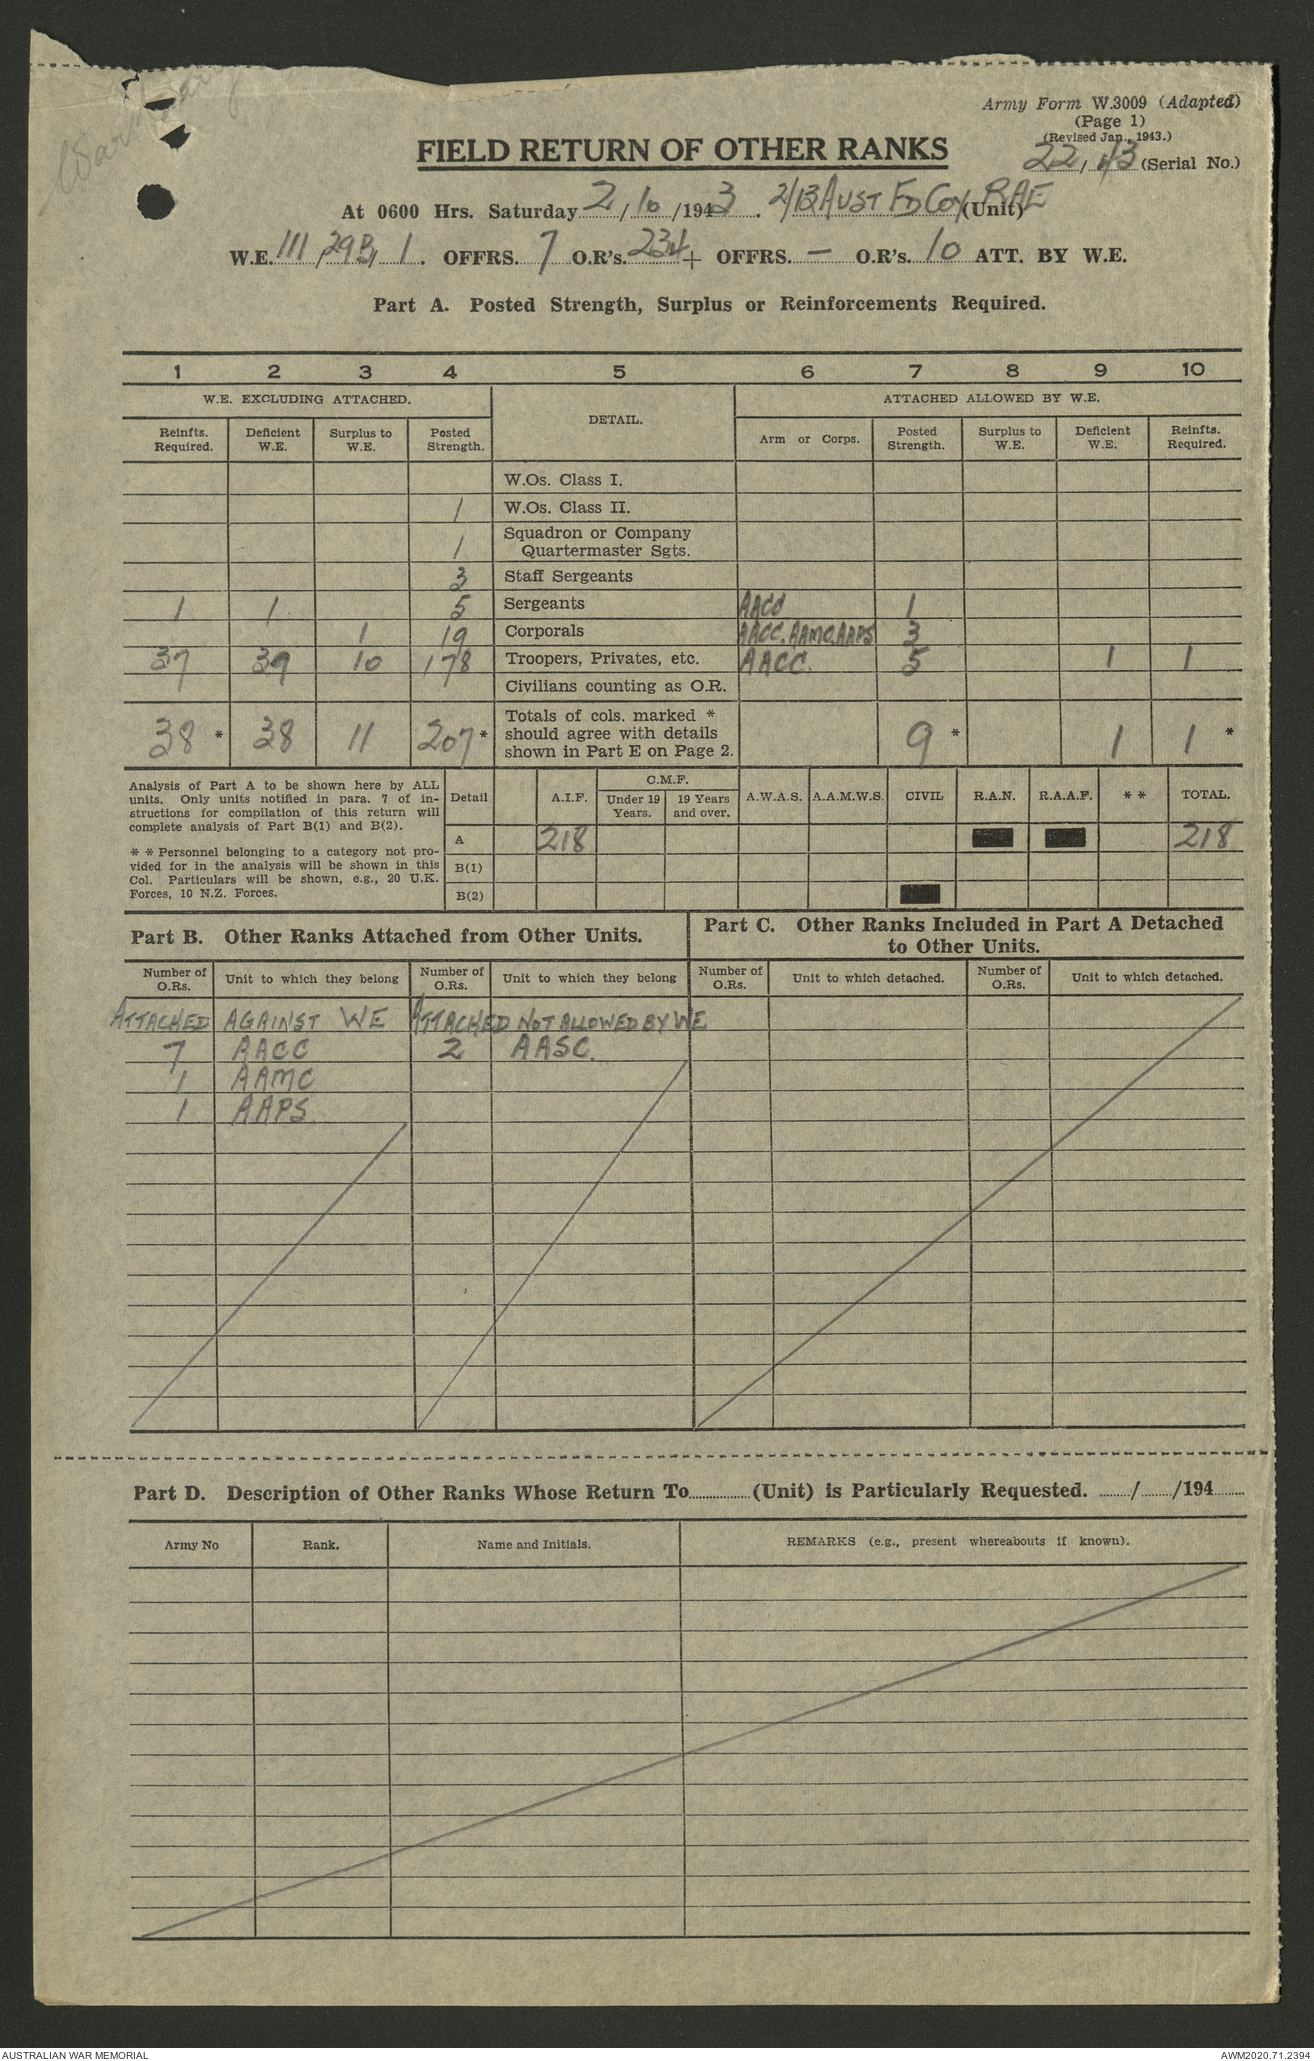 War Diary
Army Form W.3009 (Adapted)
(Page 1)
(Revised Jan., 1943.)
22/43 (Serial No.)
FIELD RETURN OF OTHER RANKS
At 0600 Hrs. Saturday 2/10/1943. 2/13 AUST FD COY RAE (Unit)
W.E. III, 29B, 1. OFFRS. 7 O.R's. 234 + OFFRS. — O.R's. 10 ATT. BY W.E.
Part A. Posted Strength, Surplus or Reinforcements Required.
1 2 3 4 5 6 7 8 9 10
W.E. EXCLUDING ATTACHED. DETAIL. ATTACHED ALLOWED BY W.E.
Reinfts. Required. Deficient W.E. Surplus to W.E. Posted Strength. Arm or Corps. Posted Strength. Surplus to W.E. Deficient W.E. Reinfts. Required.
W.Os. Class I.
1 W.Os. Class II.
1 Squadron or Company Quartermaster Sgts.
3 Staff Sergeants
1 1 5 Sergeants AACC 1
1 19 Corporals AACC. AAMC. AAPS 3
37 39 10 178 Troopers, Privates, etc. AACC. 5 1 1
Civilians counting as O.R.
38 * 38 11 207 * Totals of cols. marked * should agree with details shown in Part E on Page 2. 9 * 1 1 *
Analysis of Part A to be shown here by ALL
units. Only units notified in para. 7 of in-
structions for compilation of this return will
complete analysis of Part B(1) and B(2).
* * Personnel belonging to a category not pro-
vided for in the analysis will be shown in this
Col. Particulars will be shown, e.g., 20 U.K.
Forces, 10 N.Z. Forces.
Detail A.I.F. C.M.F. Under 19 Years. 19 Years and over. A.W.A.S. A.A.M.W.S. CIVIL R.A.N. R.A.A.F. * * TOTAL.
A 218 218
B(1)
B(2)
Part B. Other Ranks Attached from Other Units.
Part C. Other Ranks Included in Part A Detached
to Other Units.
Number of O.Rs. Unit to which they belong Number of O.Rs. Unit to which they belong Number of O.Rs. Unit to which detached. Number of O.Rs. Unit to which detached.
ATTACHED AGAINST WE ATTACHED NOT ALLOWED BY WE
7 AACC 2 AASC.
1 AAMC
1 AAPS
Part D. Description of Other Ranks Whose Return To.............(Unit) is Particularly Requested. ......./......./194.......
Army No Rank. Name and Initials. REMARKS (e.g., present whereabouts if known).
AUSTRALIAN WAR MEMORIAL AWM2020.71.2394